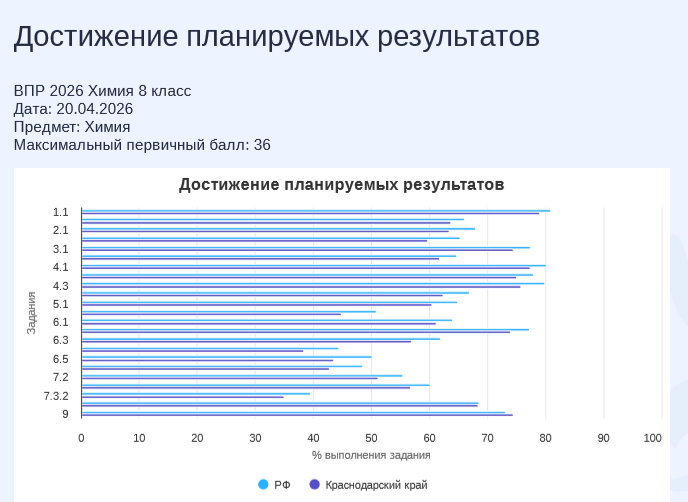 Достижение планируемых результатов
ВПР 2026 Химия 8 класс
Дата: 20.04.2026
Предмет: Химия
Максимальный первичный балл: 36
Достижение планируемых результатов
Задания
1.1
2.1
3.1
4.1
4.3
5.1
6.1
6.3
6.5
7.2
7.3.2
9
0 10 20 30 40 50 60 70 80 90 100
% выполнения задания
РФ Краснодарский край